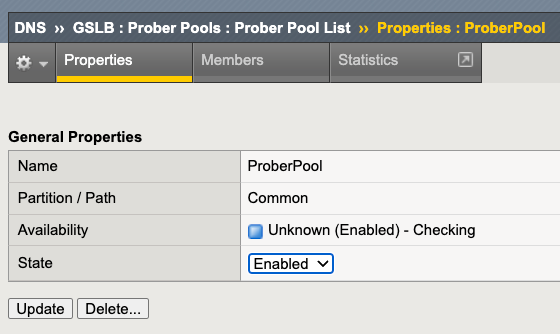 DNS ›› GSLB : Prober Pools : Prober Pool List ›› Properties : ProberPool
Properties Members Statistics
General Properties
Name ProberPool
Partition / Path Common
Availability Unknown (Enabled) - Checking
State Enabled
Update Delete...